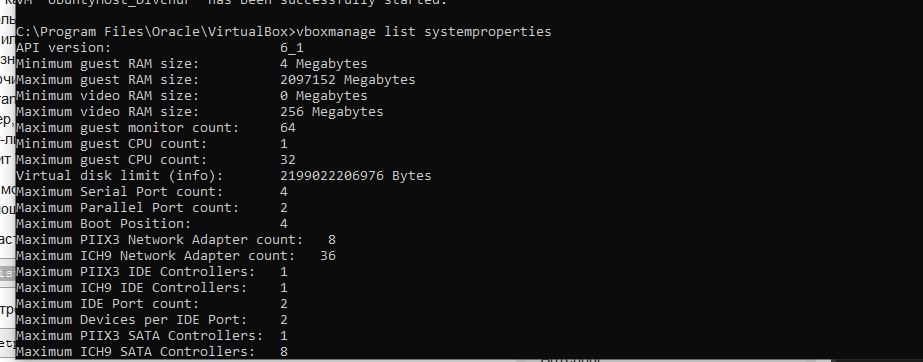 C:\Program Files\Oracle\VirtualBox>vboxmanage list systemproperties
API version:                     6_1
Minimum guest RAM size:          4 Megabytes
Maximum guest RAM size:          2097152 Megabytes
Minimum video RAM size:          0 Megabytes
Maximum video RAM size:          256 Megabytes
Maximum guest monitor count:     64
Minimum guest CPU count:         1
Maximum guest CPU count:         32
Virtual disk limit (info):       2199022206976 Bytes
Maximum Serial Port count:       4
Maximum Parallel Port count:     2
Maximum Boot Position:           4
Maximum PIIX3 Network Adapter count:   8
Maximum ICH9 Network Adapter count:   36
Maximum PIIX3 IDE Controllers:   1
Maximum ICH9 IDE Controllers:    1
Maximum IDE Port count:          2
Maximum Devices per IDE Port:    2
Maximum PIIX3 SATA Controllers:  1
Maximum ICH9 SATA Controllers:   8